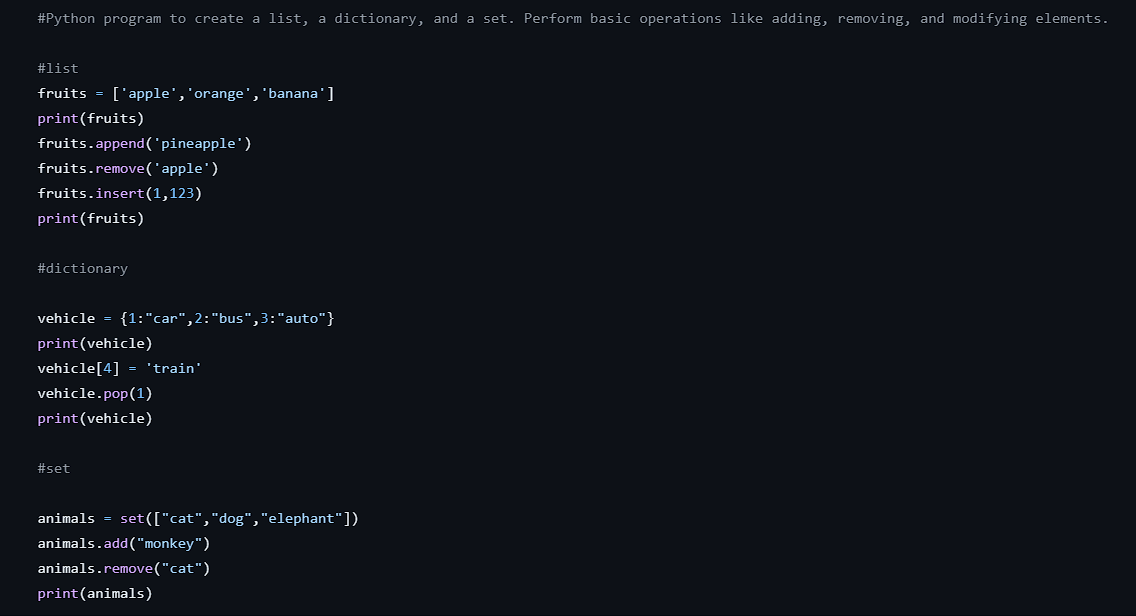 #Python program to create a list, a dictionary, and a set. Perform basic operations like adding, removing, and modifying elements.
#list
fruits = ['apple','orange','banana']
print(fruits)
fruits.append('pineapple')
fruits.remove('apple')
fruits.insert(1,123)
print(fruits)
#dictionary
vehicle = {1:"car",2:"bus",3:"auto"}
print(vehicle)
vehicle[4] = 'train'
vehicle.pop(1)
print(vehicle)
#set
animals = set(["cat","dog","elephant"])
animals.add("monkey")
animals.remove("cat")
print(animals)